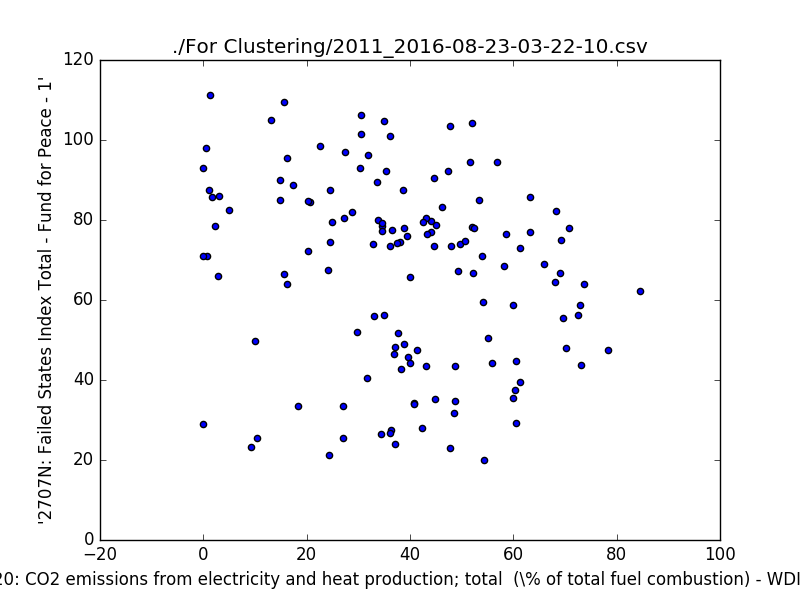 ./For Clustering/2011_2016-08-23-03-22-10.csv
'2707N: Failed States Index Total - Fund for Peace - 1'
120
100
80
60
40
20
0
−20 0 20 40 60 80 100
20: CO2 emissions from electricity and heat production; total (\% of total fuel combustion) - WDI